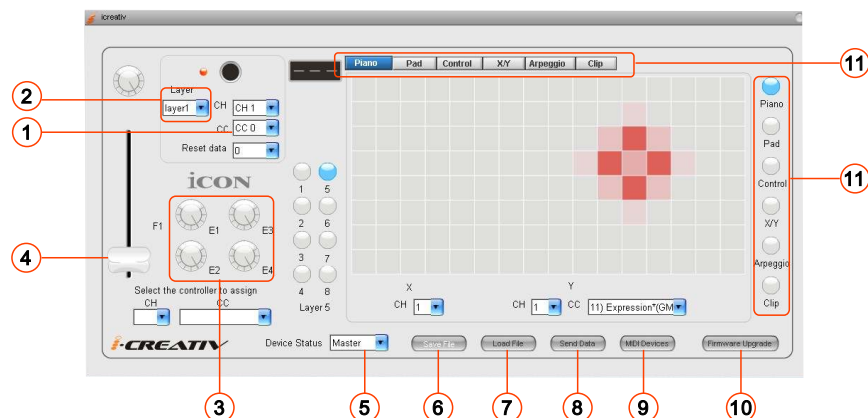 icreativ
Piano Pad Control X/Y Arpeggio Clip
11
Layer
2
layer1 CH CH 1
1
CC CC 0
Reset data 0
iCON
F1 E1 E3
E2 E4
4
Select the controller to assign
CH CC
1 5
2 6
3 7
4 8
Layer 5
X
CH 1
Y
CH 1 CC 11) Expression*(GM
Piano
Pad
Control
X/Y
Arpeggio
Clip
11
i-CREATIV
Device Status Master Save File Load File Send Data MIDI Devices Firmware Upgrade
3 5 6 7 8 9 10